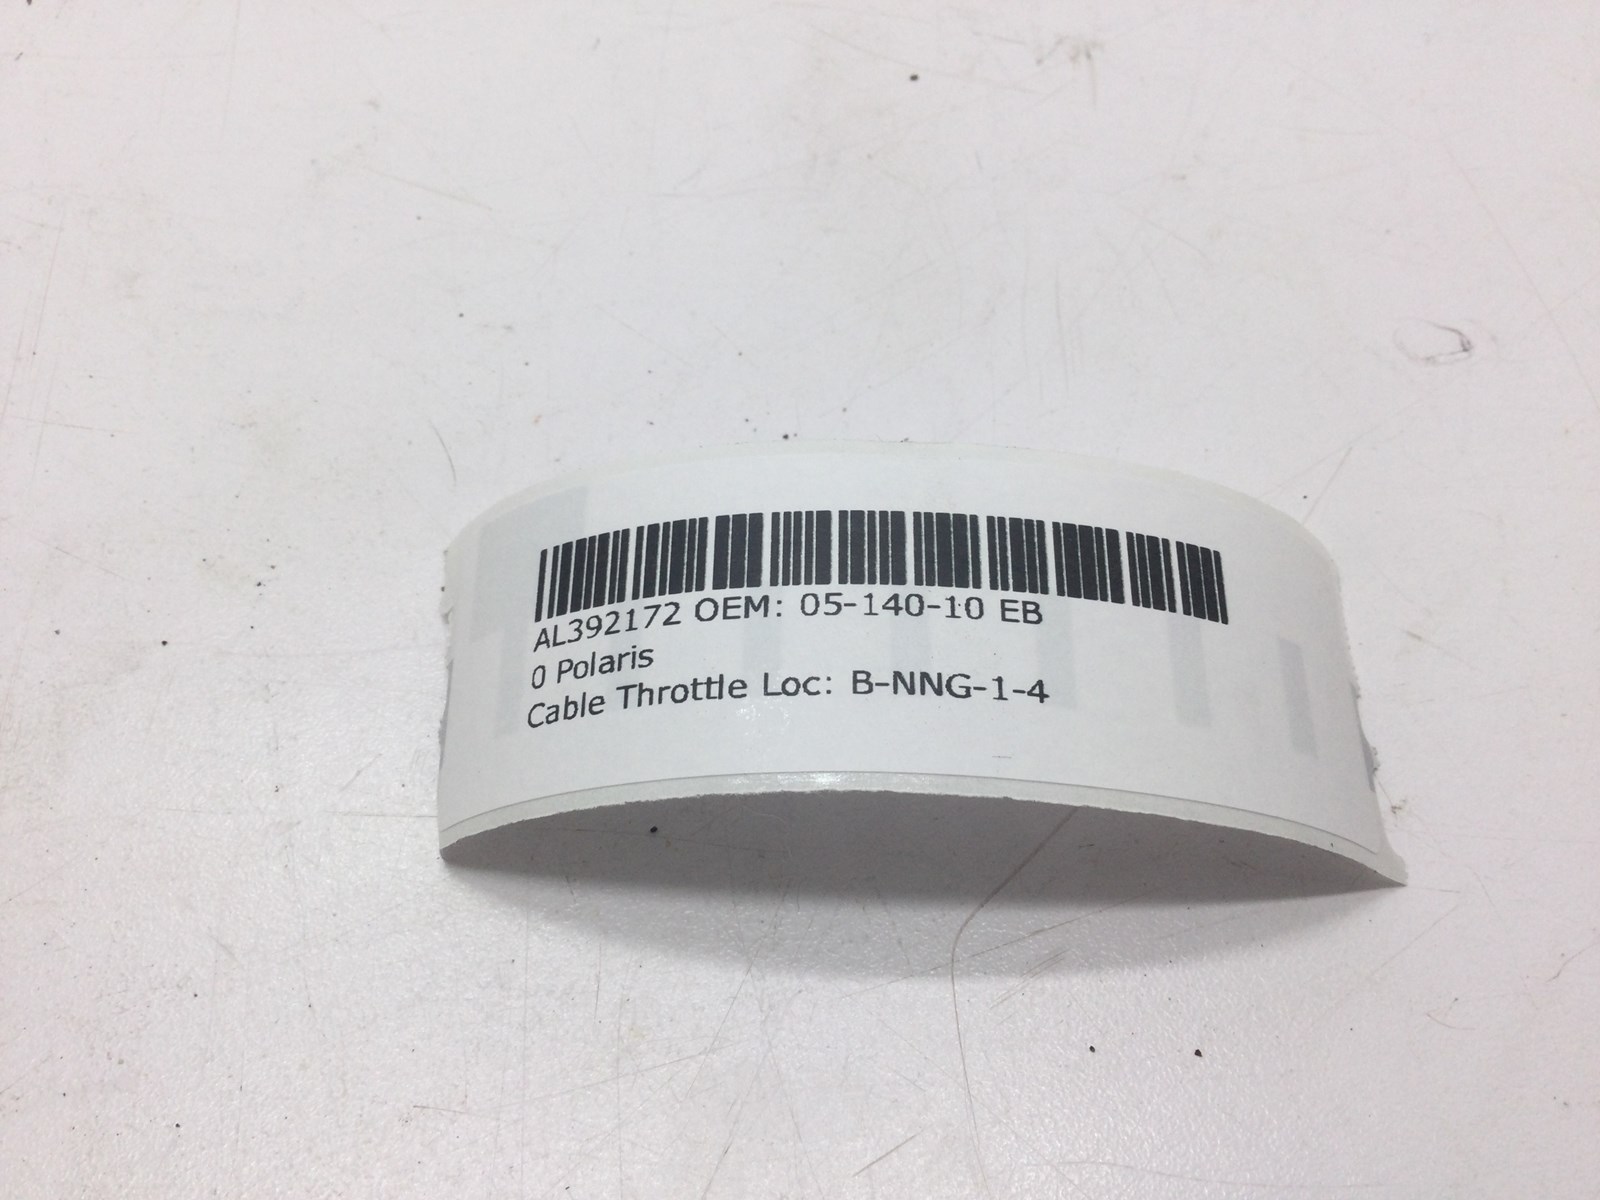 AL392172 OEM: 05-140-10 EB
0 Polaris
Cable Throttle Loc: B-NNG-1-4